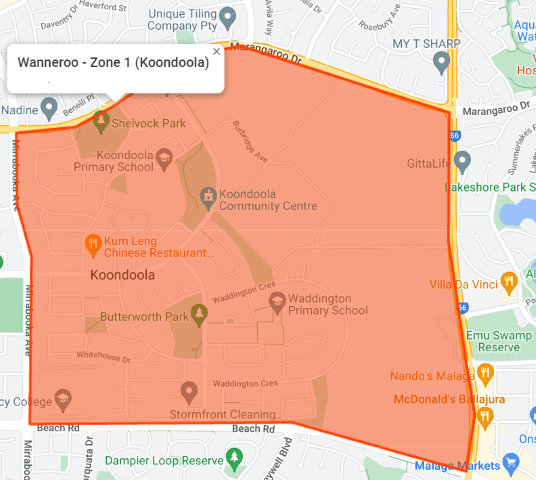 Daventry Dr
Haverford St
Anila Way
Unique Tiling
Company Pty
Rosebury Ave
MY T SHARP
Marangaroo Dr
×
Wanneroo - Zone 1 (Koondoola)
Nadine
Benelli Pl
Shelvock Park
Marangaroo Dr
56
Mirrabooka Ave
Burbridge Ave
Koondoola
Primary School
GittaLife
Summerlakes
Lakeshore Park
Koondoola
Community Centre
Kum Leng
Chinese Restaurant...
Koondoola
Villa Da Vinci
Waddington Cres
Waddington
Primary School
56
Butterworth Park
Mirrabooka Ave
Emu Swamp
Reserve
Whitehouse Dr
Nando's Malaga
Waddington Cres
McDonald's Ballajura
cy College
Stormfront Cleaning
Beach Rd
Beach Rd
Dampier Loop Reserve
Malaga Markets